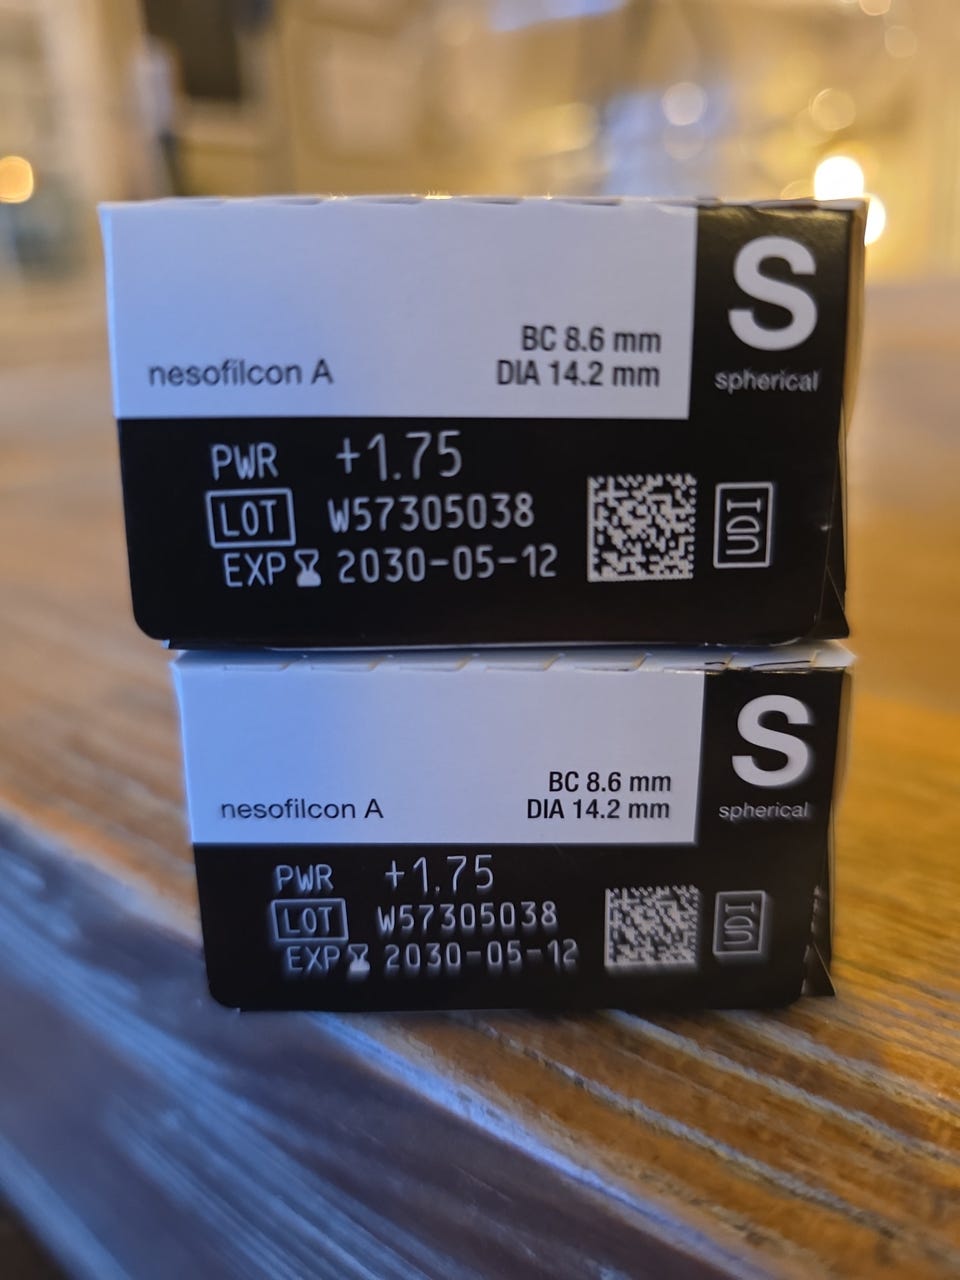 S
BC 8.6 mm
nesofilcon A DIA 14.2 mm
spherical
PWR +1.75
LOT W57305038
EXP 2030-05-12
UDI
S
BC 8.6 mm
nesofilcon A DIA 14.2 mm
spherical
PWR +1.75
LOT W57305038
EXP 2030-05-12
UDI